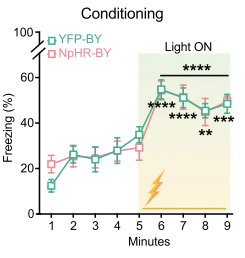 Conditioning
100
YFP-BY
NpHR-BY
Light ON
****
60
40
20
0
Freezing (%)
****
****
**
***
1 2 3 4 5 6 7 8 9
Minutes